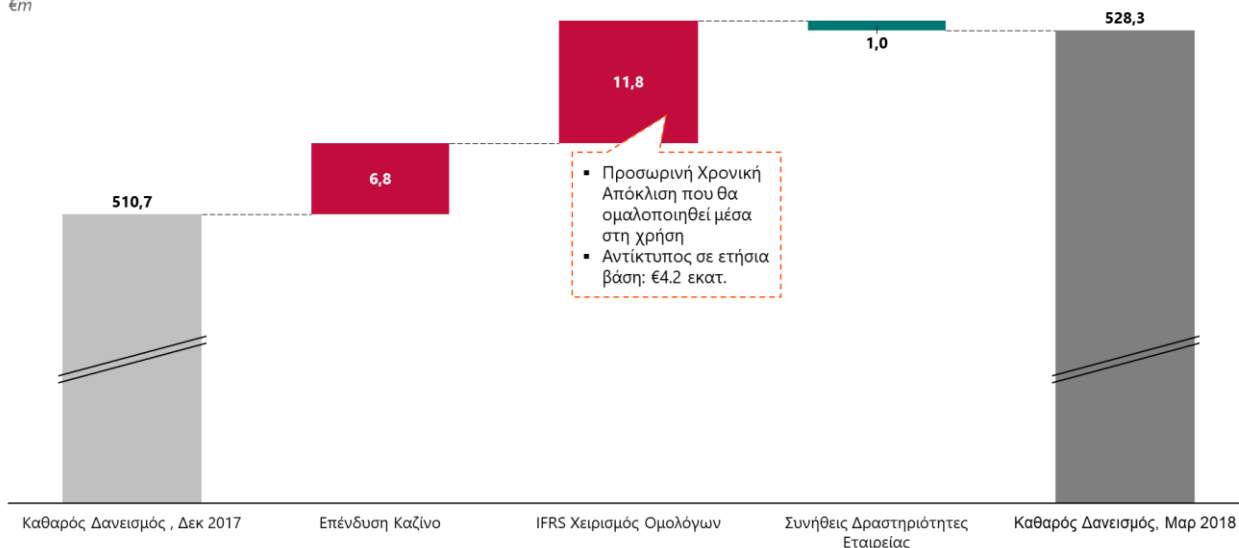 €m
528,3
1,0
11,8
6,8
510,7
▪ Προσωρινή Χρονική
Απόκλιση που θα
ομαλοποιηθεί μέσα
στη χρήση
▪ Αντίκτυπος σε ετήσια
βάση: €4.2 εκατ.
Καθαρός Δανεισμός , Δεκ 2017
Επένδυση Καζίνο
IFRS Χειρισμός Ομολόγων
Συνήθεις Δραστηριότητες
Εταιρείας
Καθαρός Δανεισμός, Μαρ 2018